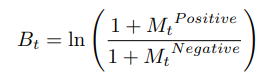 B_t = ln ( (1 + M_t^{Positive}) / (1 + M_t^{Negative}) )